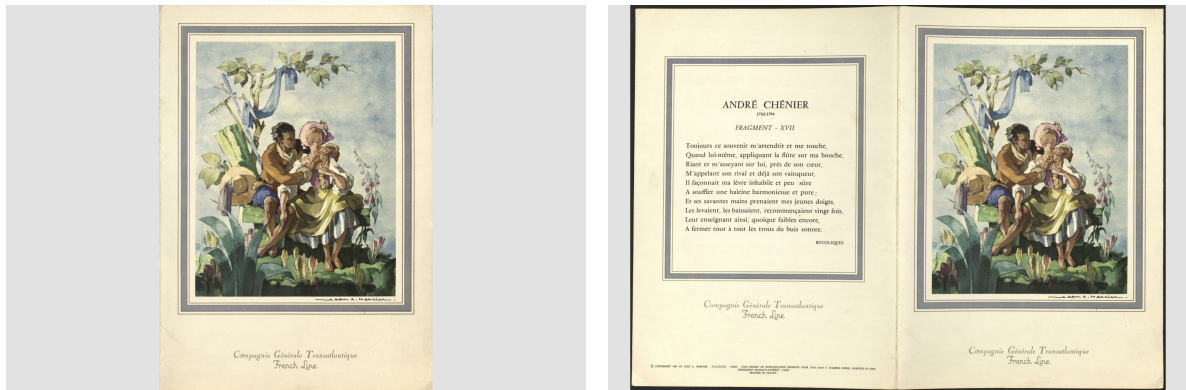 Jean A. Mercier.
Compagnie Générale Transatlantique
French Line
ANDRÉ CHÉNIER
1762-1794
FRAGMENT - XVII
Toujours ce souvenir m'attendrit et me touche,
Quand lui-même, appliquant la flûte sur ma bouche,
Riant et m'asseyant sur lui, près de son cœur,
M'appelant son rival et déjà son vainqueur,
Il façonnait ma lèvre inhabile et peu sûre
A souffler une haleine harmonieuse et pure;
Et ses savantes mains prenaient mes jeunes doigts,
Les levaient, les baissaient, recommençaient vingt fois,
Leur enseignant ainsi, quoique faibles encore,
A fermer tour à tour les trous du buis sonore.
BUCOLIQUES
Compagnie Générale Transatlantique
French Line
Jean A. Mercier.
Compagnie Générale Transatlantique
French Line